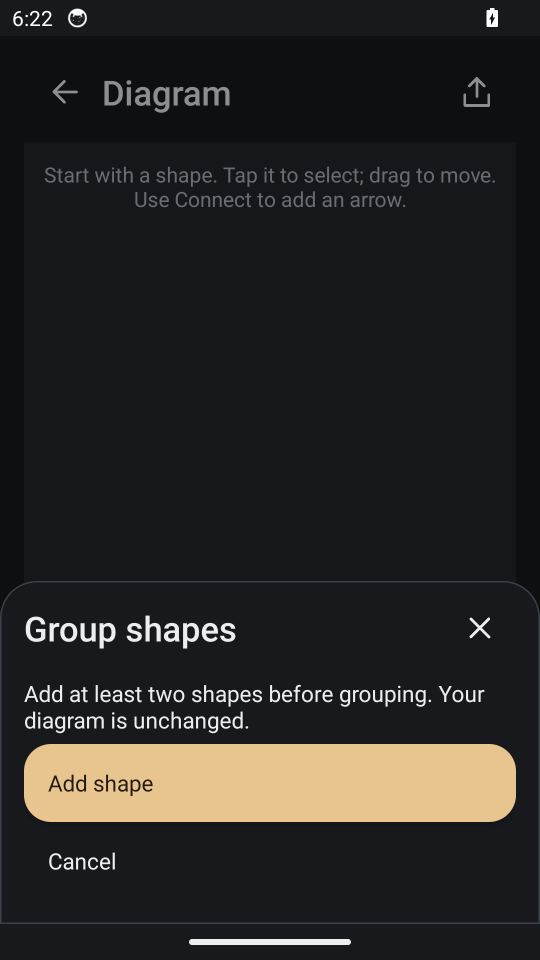 6:22
Diagram
Start with a shape. Tap it to select; drag to move.
Use Connect to add an arrow.
Group shapes
Add at least two shapes before grouping. Your
diagram is unchanged.
Add shape
Cancel